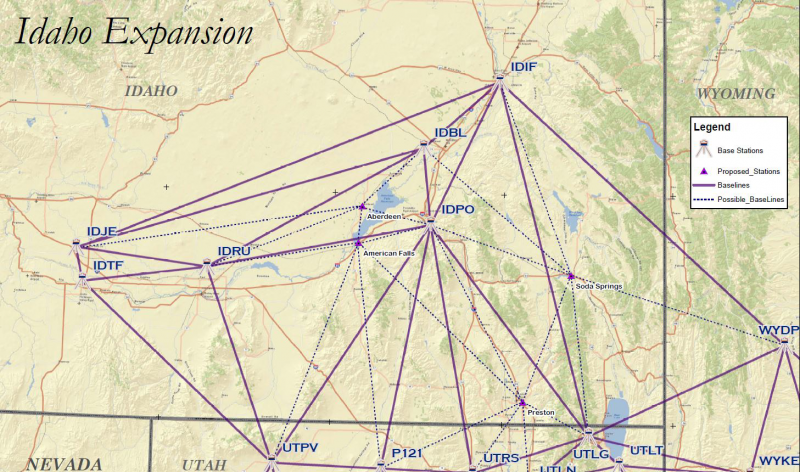 Idaho Expansion
IDIF
IDAHO
WYOMING
Legend
Base Stations
Proposed_Stations
Baselines
Possible_BaseLines
IDBL
IDPO
Aberdeen
IDJE
IDRU
American Falls
IDTF
Soda Springs
WYDP
Preston
UTPV
P121
UTRS
UTLG
UTLT
WYKE
NEVADA
UTAH
UTLN